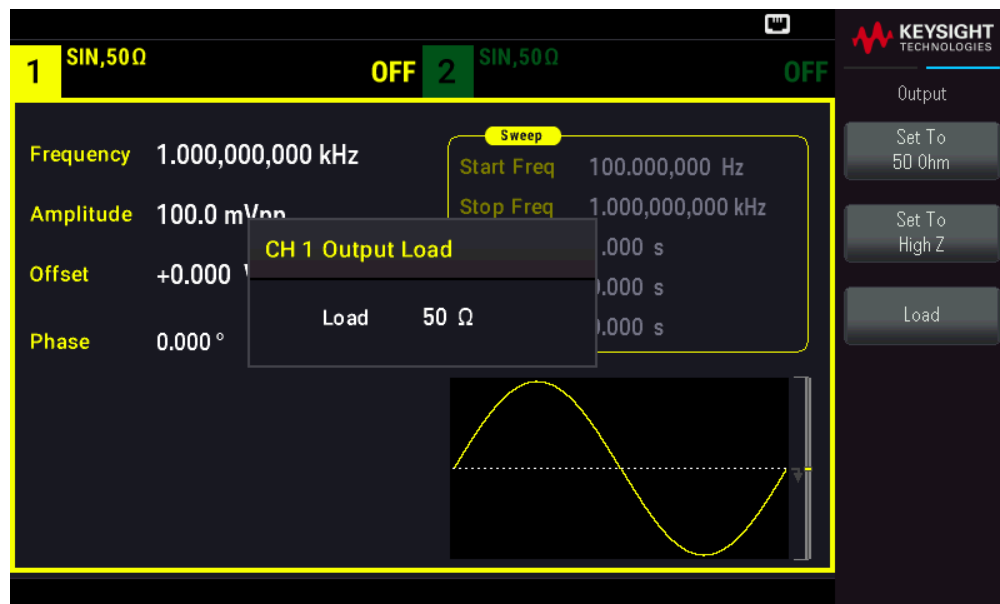 KEYSIGHT
TECHNOLOGIES
1 SIN,50Ω OFF 2 SIN,50Ω OFF
Output
Frequency 1.000,000,000 kHz
Amplitude 100.0
Offset +0.000
Phase 0.000 °
Sweep
Start Freq 100.000,000 Hz
Stop Freq 1.000,000,000 kHz
.000 s
.000 s
.000 s
CH 1 Output Load
Load 50 Ω
Set To
50 Ohm
Set To
High Z
Load